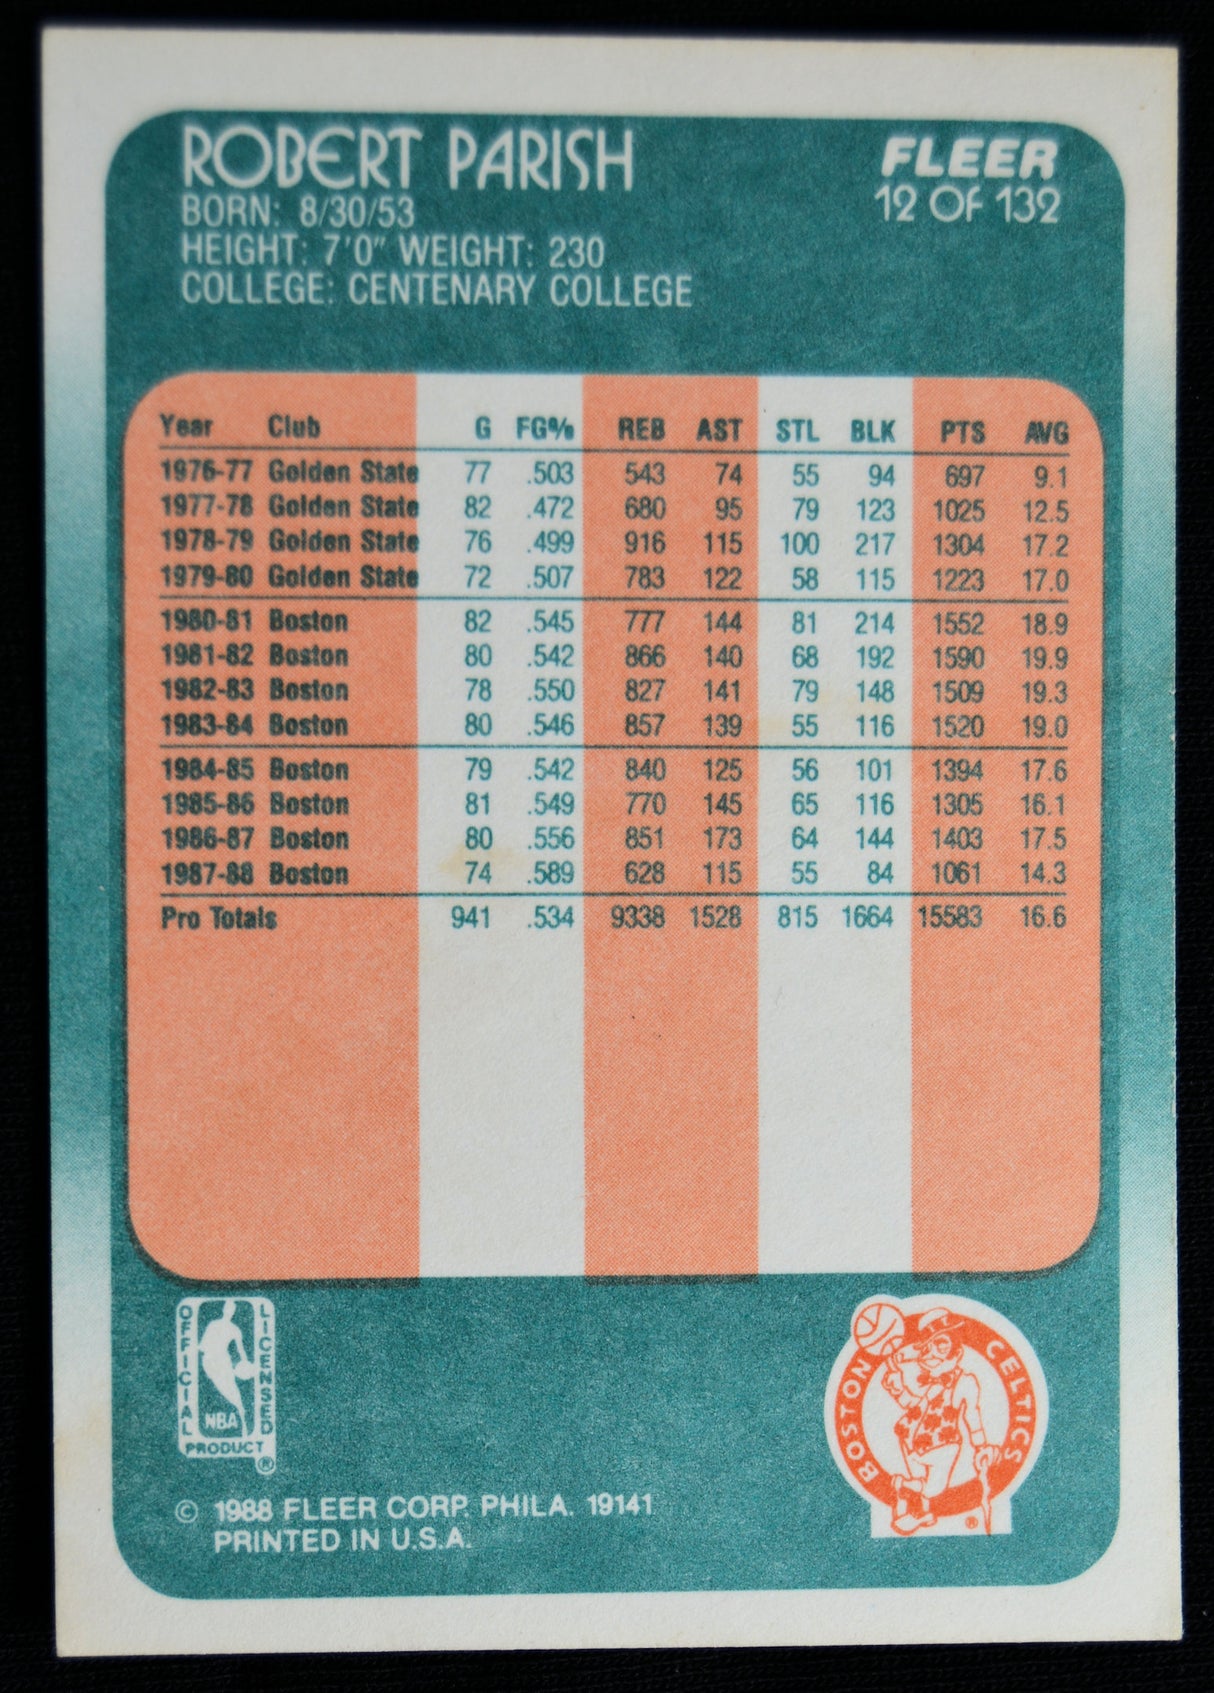 ROBERT PARISH
FLEER
BORN: 8/30/53
12 OF 132
HEIGHT: 7'0" WEIGHT: 230
COLLEGE: CENTENARY COLLEGE
Year Club G FG% REB AST STL BLK PTS AVG
1976-77 Golden State 77 .503 543 74 55 94 697 9.1
1977-78 Golden State 82 .472 680 95 79 123 1025 12.5
1978-79 Golden State 76 .499 916 115 100 217 1304 17.2
1979-80 Golden State 72 .507 783 122 58 115 1223 17.0
1980-81 Boston 82 .545 777 144 81 214 1552 18.9
1981-82 Boston 80 .542 866 140 68 192 1590 19.9
1982-83 Boston 78 .550 827 141 79 148 1509 19.3
1983-84 Boston 80 .546 857 139 55 116 1520 19.0
1984-85 Boston 79 .542 840 125 56 101 1394 17.6
1985-86 Boston 81 .549 770 145 65 116 1305 16.1
1986-87 Boston 80 .556 851 173 64 144 1403 17.5
1987-88 Boston 74 .589 628 115 55 84 1061 14.3
Pro Totals 941 .534 9338 1528 815 1664 15583 16.6
OFFICIAL
LICENSED
NBA
PRODUCT
®
BOSTON CELTICS
®
© 1988 FLEER CORP. PHILA. 19141
PRINTED IN U.S.A.